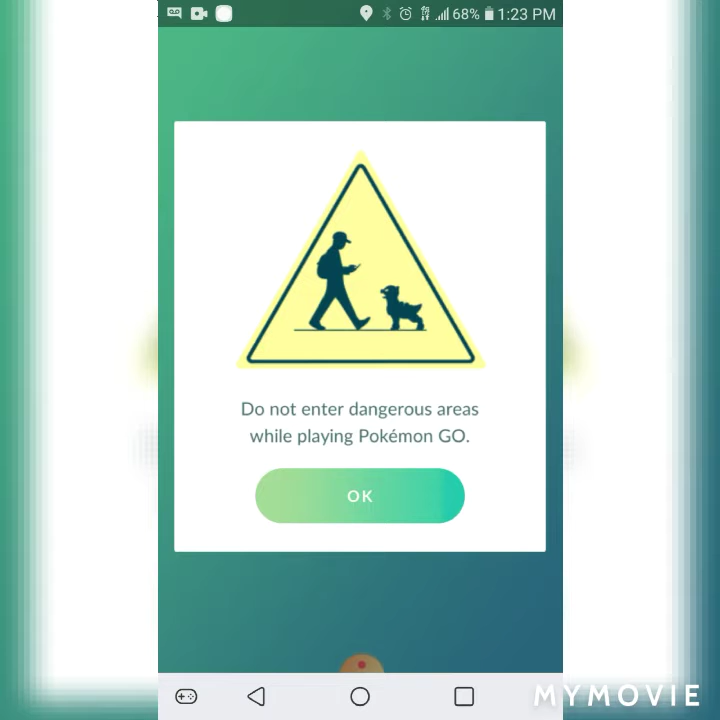 68% 1:23 PM
Do not enter dangerous areas
while playing Pokémon GO.
OK
MYMOVIE